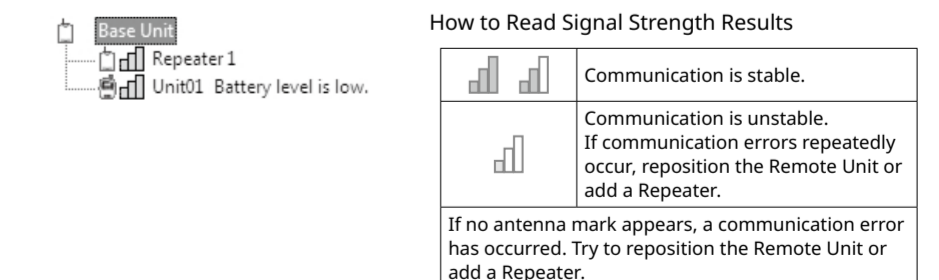 Base Unit
Repeater 1
Unit01 Battery level is low.
How to Read Signal Strength Results
Communication is stable.
Communication is unstable.
If communication errors repeatedly
occur, reposition the Remote Unit or
add a Repeater.
If no antenna mark appears, a communication error
has occurred. Try to reposition the Remote Unit or
add a Repeater.